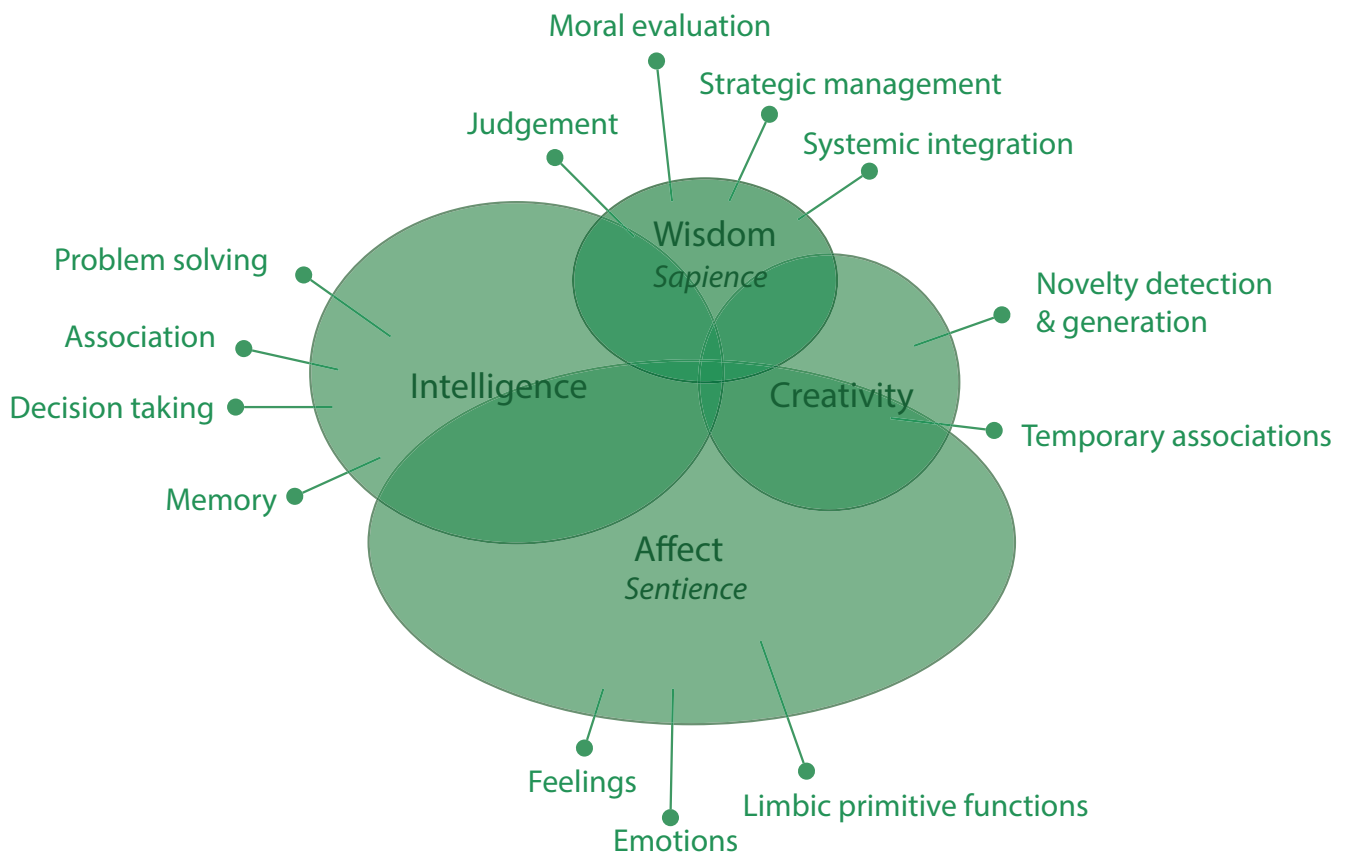 Moral evaluation
Strategic management
Judgement
Systemic integration
Wisdom
Sapience
Problem solving
Novelty detection
& generation
Association
Intelligence
Creativity
Decision taking
Temporary associations
Memory
Affect
Sentience
Feelings
Limbic primitive functions
Emotions